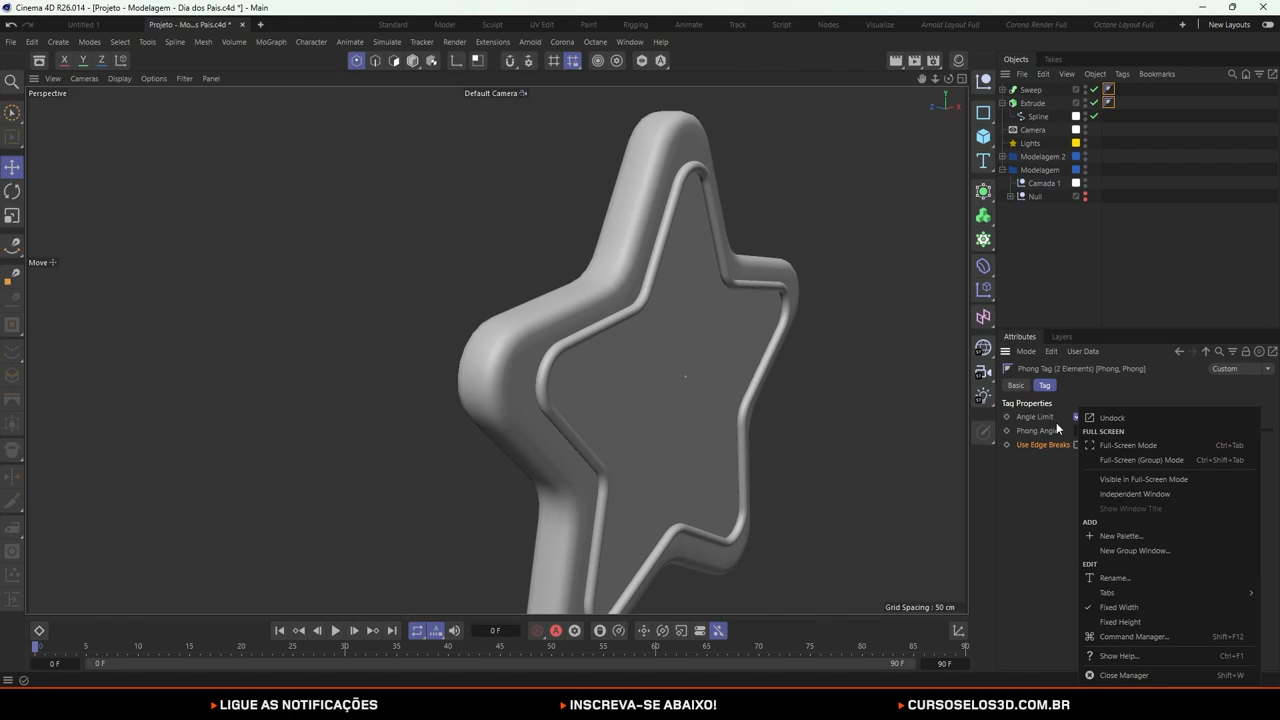 Cinema 4D R26.014 - [Projeto - Modelagem - Dia dos Pais.c4d *] - Main
Untitled 1
Projeto - Mo...s Pais.c4d *
Standard
Model
Sculpt
UV Edit
Paint
Rigging
Animate
Track
Script
Nodes
Visualize
Arnold Layout Full
Corona Render Full
Octane Layout Full
New Layouts
File Edit Create Modes Select Tools Spline Mesh Volume MoGraph Character Animate Simulate Tracker Render Extensions Arnold Corona Octane Window Help
X Y Z
View Cameras Display Options Filter Panel
Perspective
Default Camera
Y
Z X
Move
Grid Spacing : 50 cm
Objects Takes
File Edit View Object Tags Bookmarks
Sweep
Extrude
Spline
Camera
Lights
Modelagem 2
Modelagem
Camada 1
Null
Attributes Layers
Mode Edit User Data
Phong Tag (2 Elements) [Phong, Phong]
Custom
Basic Tag
Tag Properties
Angle Limit
Phong Angle
Use Edge Breaks
Undock
FULL SCREEN
Full-Screen Mode Ctrl+Tab
Full-Screen (Group) Mode Ctrl+Shift+Tab
Visible in Full-Screen Mode
Independent Window
Show Window Title
ADD
New Palette...
New Group Window...
EDIT
Rename...
Tabs
Fixed Width
Fixed Height
Command Manager... Shift+F12
Show Help... Ctrl+F1
Close Manager Shift+W
0 F
0 5 10 15 20 25 30 35 40 45 50 55 60 65 70 75 80 85 90
0 F 0 F 90 F 90 F
LIGUE AS NOTIFICAÇÕES
INSCREVA-SE ABAIXO!
CURSOSELOS3D.COM.BR